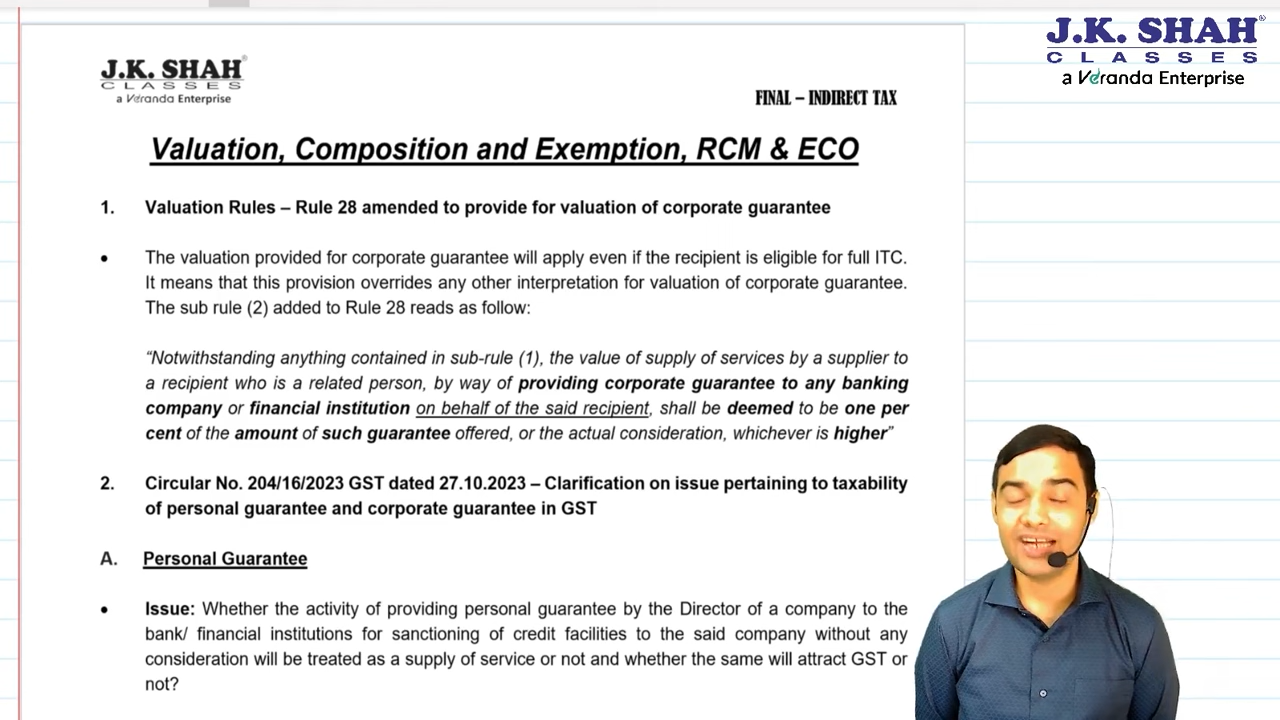 J.K. SHAH®
CLASSES
a Veranda Enterprise
J.K. SHAH®
CLASSES
a Veranda Enterprise
FINAL – INDIRECT TAX
Valuation, Composition and Exemption, RCM & ECO
1. Valuation Rules – Rule 28 amended to provide for valuation of corporate guarantee
• The valuation provided for corporate guarantee will apply even if the recipient is eligible for full ITC.
It means that this provision overrides any other interpretation for valuation of corporate guarantee.
The sub rule (2) added to Rule 28 reads as follow:
“Notwithstanding anything contained in sub-rule (1), the value of supply of services by a supplier to
a recipient who is a related person, by way of providing corporate guarantee to any banking
company or financial institution on behalf of the said recipient, shall be deemed to be one per
cent of the amount of such guarantee offered, or the actual consideration, whichever is higher”
2. Circular No. 204/16/2023 GST dated 27.10.2023 – Clarification on issue pertaining to taxability
of personal guarantee and corporate guarantee in GST
A. Personal Guarantee
• Issue: Whether the activity of providing personal guarantee by the Director of a company to the
bank/ financial institutions for sanctioning of credit facilities to the said company without any
consideration will be treated as a supply of service or not and whether the same will attract GST or
not?